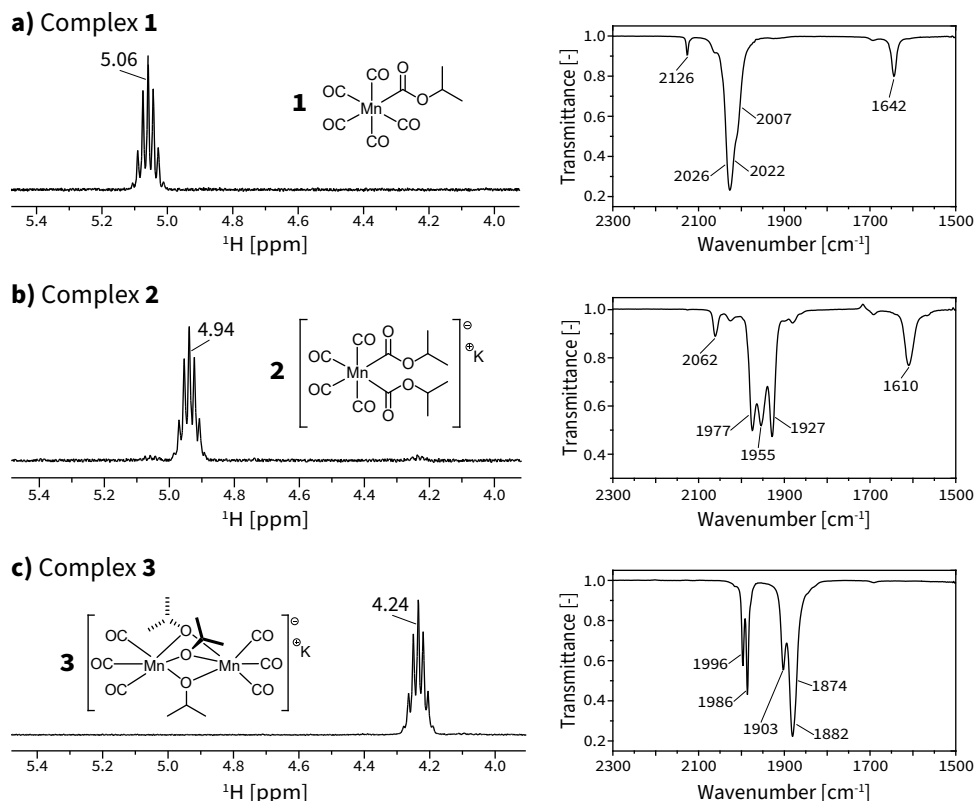 a) Complex 1
5.06
1
O
O
CO
OC
Mn
OC
CO
CO
5.4 5.2 5.0 4.8 4.6 4.4 4.2 4.0
¹H [ppm]
Transmittance [-]
1.0
0.8
0.6
0.4
0.2
2126
2026
2022
2007
1642
2300 2100 1900 1700 1500
Wavenumber [cm⁻¹]
b) Complex 2
4.94
2
O
CO
OC
O
Mn
OC
O
CO
O
⊖
⊕K
5.4 5.2 5.0 4.8 4.6 4.4 4.2 4.0
¹H [ppm]
Transmittance [-]
1.0
0.8
0.6
0.4
2062
1977
1955
1927
1610
2300 2100 1900 1700 1500
Wavenumber [cm⁻¹]
c) Complex 3
4.24
3
OC
O
CO
OC
Mn
O
Mn
CO
OC
O
CO
⊖
⊕K
5.4 5.2 5.0 4.8 4.6 4.4 4.2 4.0
¹H [ppm]
Transmittance [-]
1.0
0.8
0.6
0.4
0.2
1996
1986
1903
1874
1882
2300 2100 1900 1700 1500
Wavenumber [cm⁻¹]